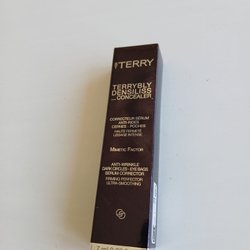 BY TERRY
TERRYBLY
DENSILISS
CONCEALER
CORRECTEUR SÉRUM
ANTI-RIDES
CERNES - POCHES
HAUTE FERMETÉ
LISSAGE INTENSE
MIMETIC FACTOR
ANTI-WRINKLE
DARK CIRCLES - EYE BAGS
SERUM CORRECTOR
FIRMING PERFECTOR
ULTRA-SMOOTHING